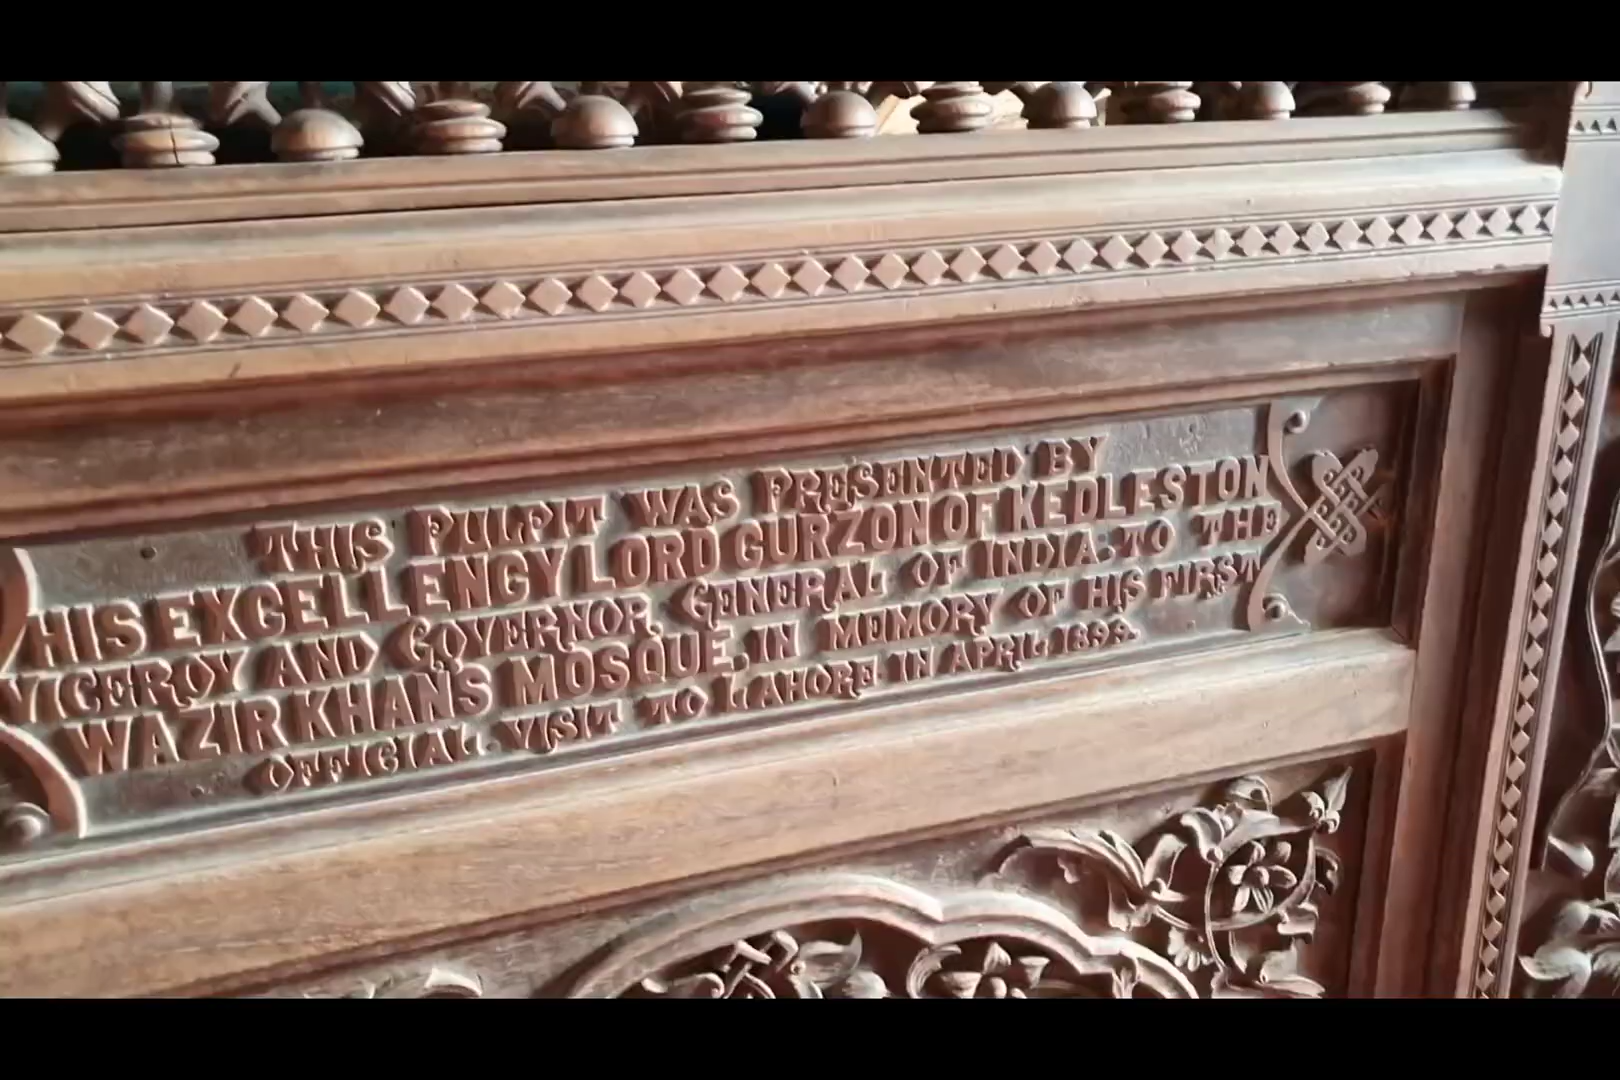 THIS PULPIT WAS PRESENTED BY
HIS EXCELLENCY LORD CURZON OF KEDLESTON
VICEROY AND GOVERNOR GENERAL OF INDIA. TO THE
WAZIR KHAN'S MOSQUE. IN MEMORY OF HIS FIRST
OFFICIAL VISIT TO LAHORE IN APRIL 1899.